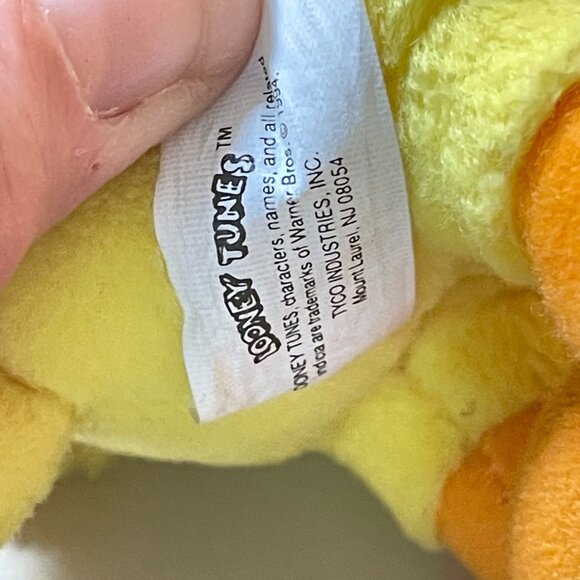 LOONEY TUNES™
LOONEY TUNES, characters, names, and all related
indicia are trademarks of Warner Bros. © 1994.
TYCO INDUSTRIES, INC.
Mount Laurel, NJ 08054